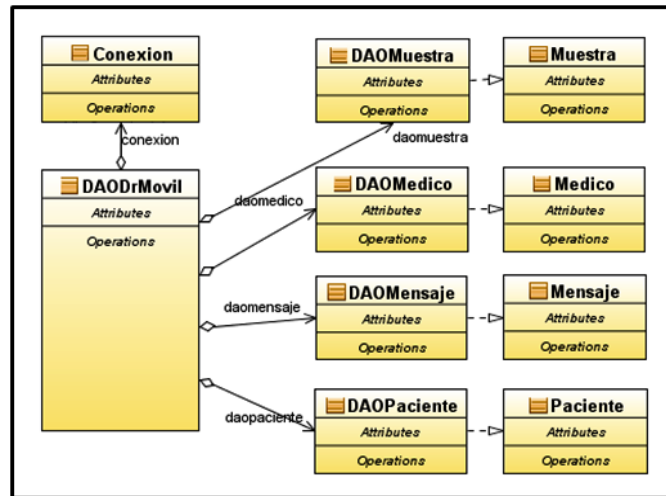 Conexion
Attributes
Operations
conexion
DAODrMovil
Attributes
Operations
DAOMuestra
Attributes
Operations
daomuestra
Muestra
Attributes
Operations
daomedico
DAOMedico
Attributes
Operations
Medico
Attributes
Operations
daomensaje
DAOMensaje
Attributes
Operations
Mensaje
Attributes
Operations
daopaciente
DAOPaciente
Attributes
Operations
Paciente
Attributes
Operations